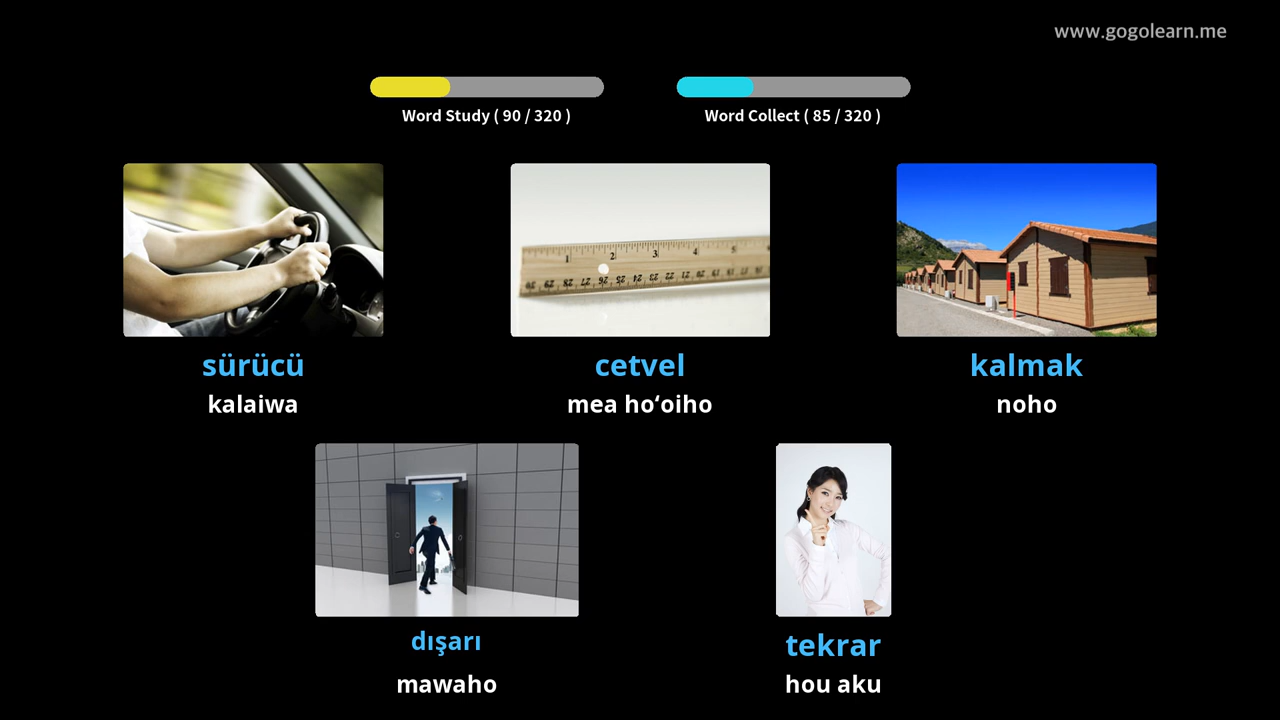 www.gogolearn.me
Word Study ( 90 / 320 )
Word Collect ( 85 / 320 )
sürücü
kalaiwa
cetvel
mea hoʻoiho
kalmak
noho
dışarı
mawaho
tekrar
hou aku